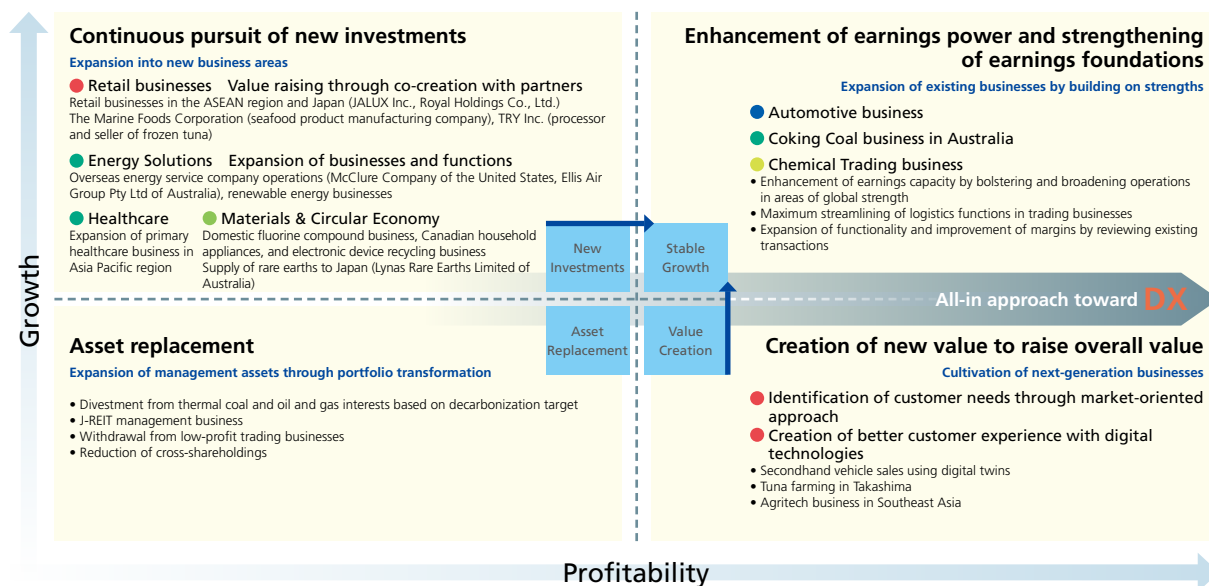 Growth
Continuous pursuit of new investments
Expansion into new business areas
Retail businesses Value raising through co-creation with partners
Retail businesses in the ASEAN region and Japan (JALUX Inc., Royal Holdings Co., Ltd.)
The Marine Foods Corporation (seafood product manufacturing company), TRY Inc. (processor
and seller of frozen tuna)
Energy Solutions Expansion of businesses and functions
Overseas energy service company operations (McClure Company of the United States, Ellis Air
Group Pty Ltd of Australia), renewable energy businesses
Healthcare
Expansion of primary
healthcare business in
Asia Pacific region
Materials & Circular Economy
Domestic fluorine compound business, Canadian household
appliances, and electronic device recycling business
Supply of rare earths to Japan (Lynas Rare Earths Limited of
Australia)
Enhancement of earnings power and strengthening
of earnings foundations
Expansion of existing businesses by building on strengths
Automotive business
Coking Coal business in Australia
Chemical Trading business
• Enhancement of earnings capacity by bolstering and broadening operations
in areas of global strength
• Maximum streamlining of logistics functions in trading businesses
• Expansion of functionality and improvement of margins by reviewing existing
transactions
New
Investments
Stable
Growth
All-in approach toward DX
Asset
Replacement
Value
Creation
Asset replacement
Expansion of management assets through portfolio transformation
• Divestment from thermal coal and oil and gas interests based on decarbonization target
• J-REIT management business
• Withdrawal from low-profit trading businesses
• Reduction of cross-shareholdings
Creation of new value to raise overall value
Cultivation of next-generation businesses
Identification of customer needs through market-oriented
approach
Creation of better customer experience with digital
technologies
• Secondhand vehicle sales using digital twins
• Tuna farming in Takashima
• Agritech business in Southeast Asia
Profitability